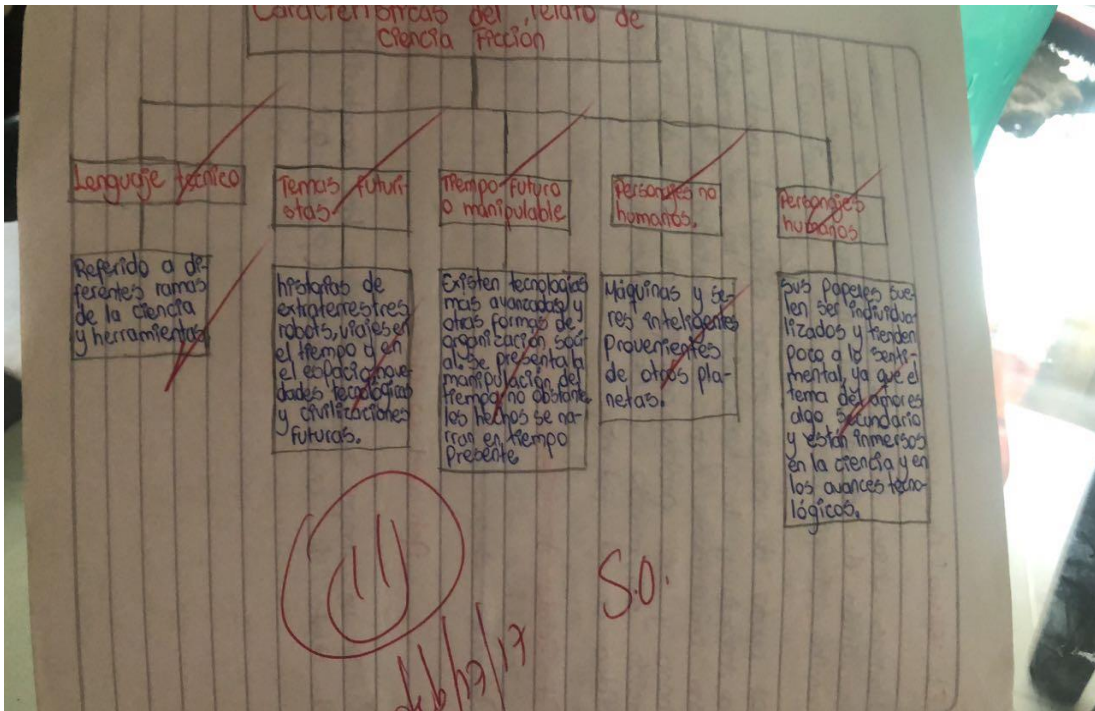 Características del relato de
ciencia ficción
Lenguaje técnico
Referido a di-
ferentes ramas
de la ciencia
y herramientas
Temas futuri-
stas.
historias de
extraterrestres,
robots, viajes en
el tiempo o en
el espacio, nove-
dades tecnológicas
y civilizaciones
futuras.
Tiempo futuro
o manipulable
Existen tecnologías
mas avanzadas y
otras formas de
organización soci-
al. se presenta la
manipulación del
tiempo, no obstante,
los hechos se na-
rran en tiempo
presente
Personajes no
humanos.
Máquinas y se-
res inteligentes
provenientes
de otros pla-
netas.
Personajes
humanos
sus papeles sue-
len ser individua
lizados y tienden
poco a lo senti-
mental, ya que el
tema del amor es
algo secundario
y están inmersos
en la ciencia y en
los avances tecno-
lógicos.
S.O.